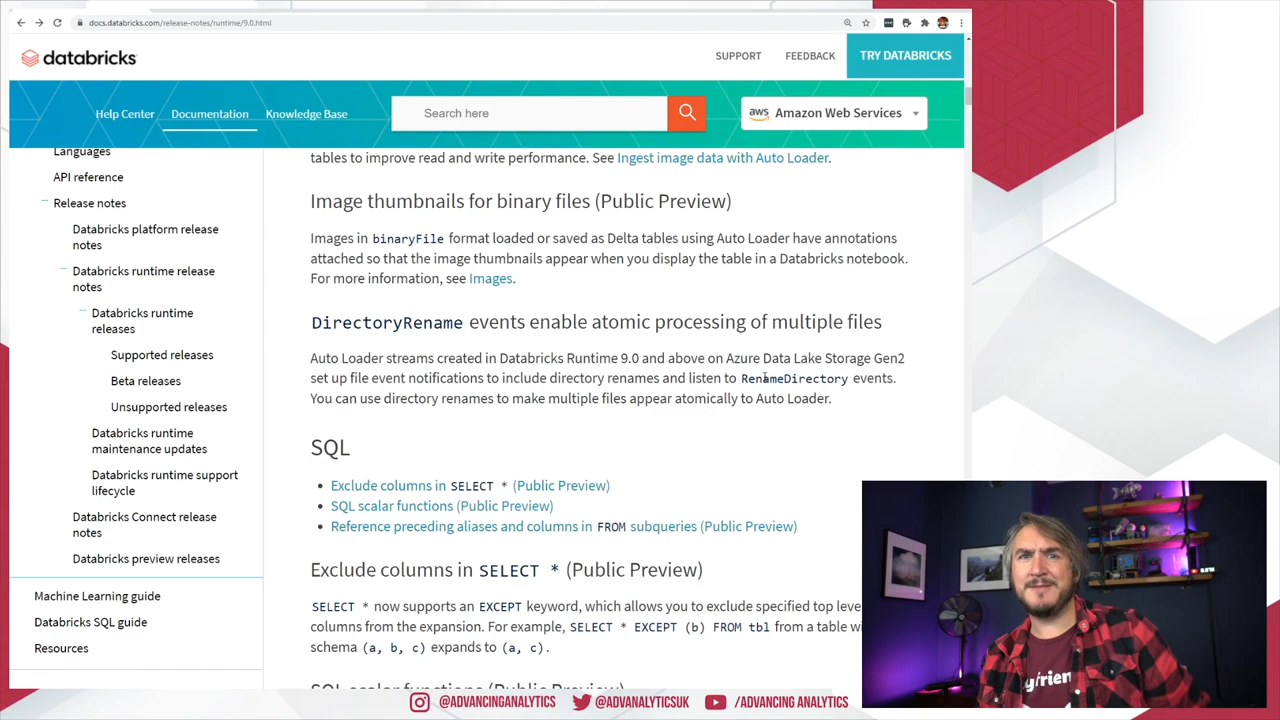 docs.databricks.com/release-notes/runtime/9.0.html
databricks
SUPPORT
FEEDBACK
TRY DATABRICKS
Help Center
Documentation
Knowledge Base
Search here
aws Amazon Web Services
Languages
API reference
Release notes
Databricks platform release
notes
Databricks runtime release
notes
Databricks runtime
releases
Supported releases
Beta releases
Unsupported releases
Databricks runtime
maintenance updates
Databricks runtime support
lifecycle
Databricks Connect release
notes
Databricks preview releases
Machine Learning guide
Databricks SQL guide
Resources
tables to improve read and write performance. See Ingest image data with Auto Loader.
Image thumbnails for binary files (Public Preview)
Images in binaryFile format loaded or saved as Delta tables using Auto Loader have annotations
attached so that the image thumbnails appear when you display the table in a Databricks notebook.
For more information, see Images.
DirectoryRename events enable atomic processing of multiple files
Auto Loader streams created in Databricks Runtime 9.0 and above on Azure Data Lake Storage Gen2
set up file event notifications to include directory renames and listen to RenameDirectory events.
You can use directory renames to make multiple files appear atomically to Auto Loader.
SQL
• Exclude columns in SELECT * (Public Preview)
• SQL scalar functions (Public Preview)
• Reference preceding aliases and columns in FROM subqueries (Public Preview)
Exclude columns in SELECT * (Public Preview)
SELECT * now supports an EXCEPT keyword, which allows you to exclude specified top leve
columns from the expansion. For example, SELECT * EXCEPT (b) FROM tbl from a table wi
schema (a, b, c) expands to (a, c).
SQL scalar functions (Public Preview)
@ADVANCINGANALYTICS
@ADVANALYTICSUK
/ADVANCING ANALYTICS